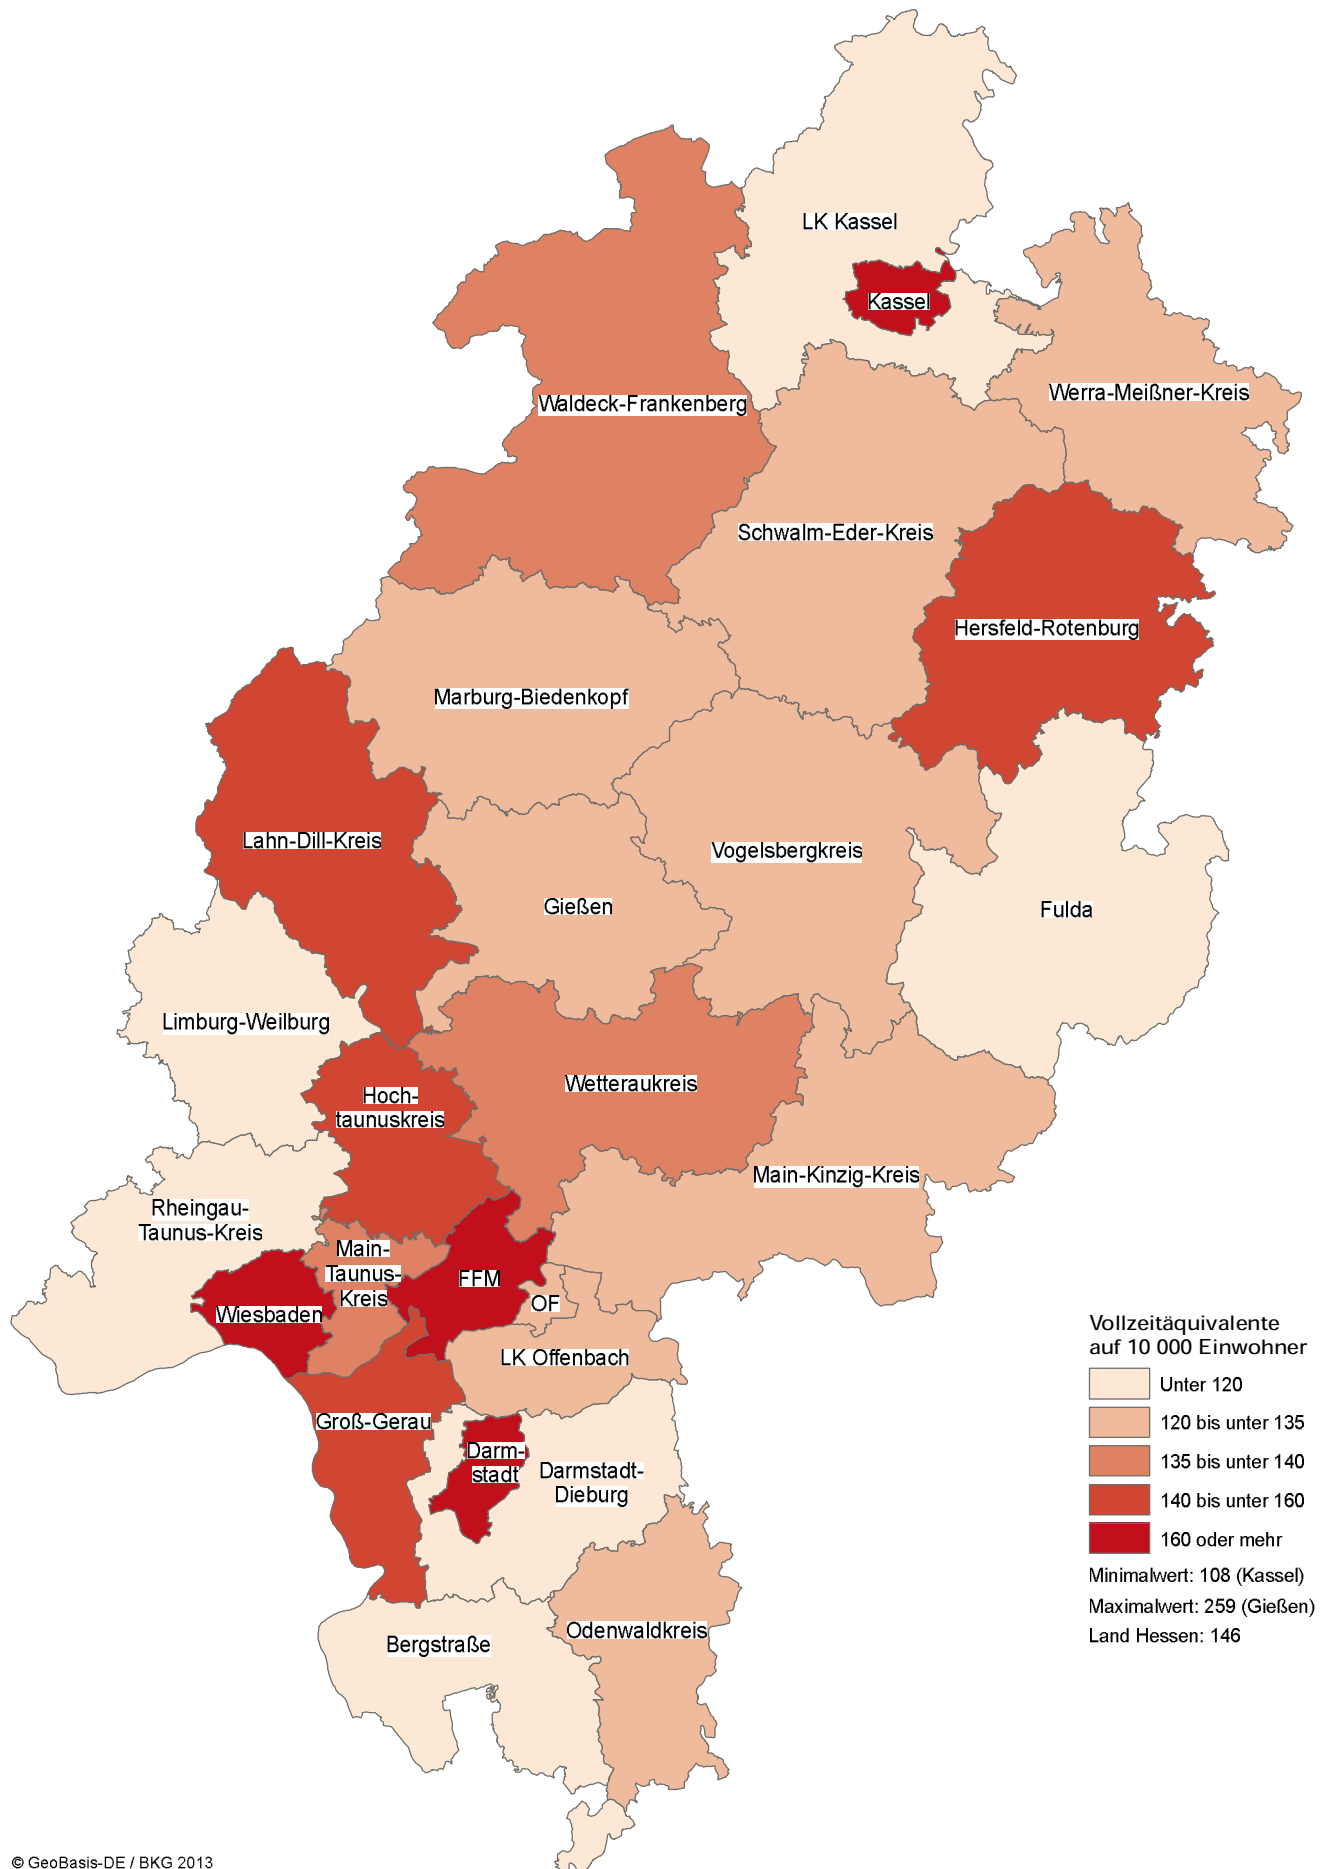 LK Kassel
Kassel
Werra-Meißner-Kreis
Waldeck-Frankenberg
Schwalm-Eder-Kreis
Hersfeld-Rotenburg
Marburg-Biedenkopf
Lahn-Dill-Kreis
Vogelsbergkreis
Gießen
Fulda
Limburg-Weilburg
Wetteraukreis
Hoch-
taunuskreis
Main-Kinzig-Kreis
Rheingau-
Taunus-Kreis
Main-
Taunus-
Kreis
FFM
OF
Wiesbaden
LK Offenbach
Groß-Gerau
Darm-
stadt
Darmstadt-
Dieburg
Odenwaldkreis
Bergstraße
Vollzeitäquivalente
auf 10 000 Einwohner
Unter 120
120 bis unter 135
135 bis unter 140
140 bis unter 160
160 oder mehr
Minimalwert: 108 (Kassel)
Maximalwert: 259 (Gießen)
Land Hessen: 146
© GeoBasis-DE / BKG 2013